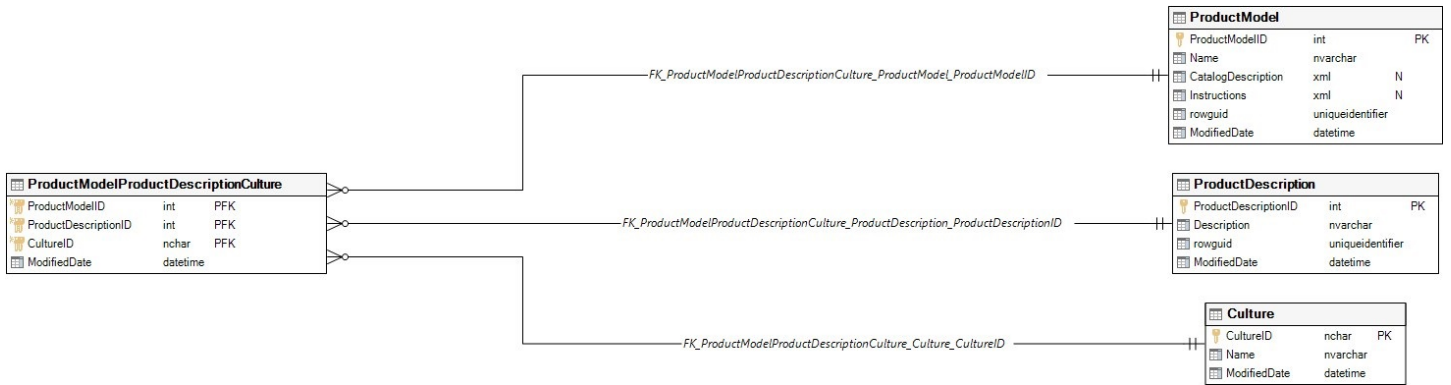 ProductModel
ProductModelID int PK
Name nvarchar
CatalogDescription xml N
Instructions xml N
rowguid uniqueidentifier
ModifiedDate datetime
FK_ProductModelProductDescriptionCulture_ProductModel_ProductModelID
ProductModelProductDescriptionCulture
ProductModelID int PFK
ProductDescriptionID int PFK
CultureID nchar PFK
ModifiedDate datetime
FK_ProductModelProductDescriptionCulture_ProductDescription_ProductDescriptionID
ProductDescription
ProductDescriptionID int PK
Description nvarchar
rowguid uniqueidentifier
ModifiedDate datetime
FK_ProductModelProductDescriptionCulture_Culture_CultureID
Culture
CultureID nchar PK
Name nvarchar
ModifiedDate datetime